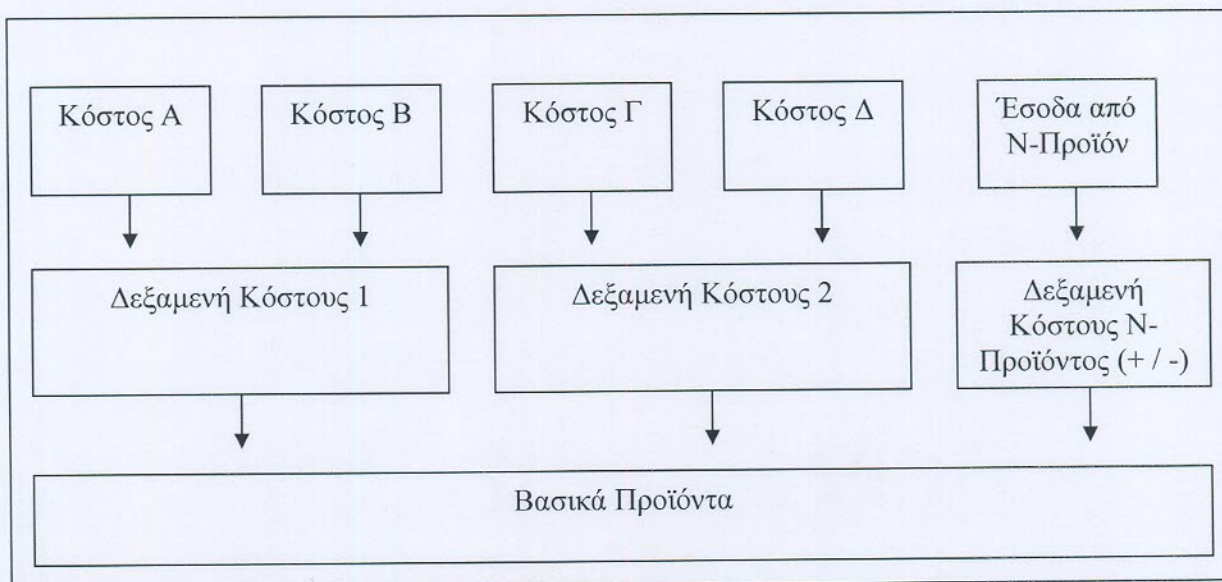 Κόστος Α
Κόστος Β
Κόστος Γ
Κόστος Δ
Έσοδα από
Ν-Προϊόν
Δεξαμενή Κόστους 1
Δεξαμενή Κόστους 2
Δεξαμενή
Κόστους Ν-
Προϊόντος (+ / -)
Βασικά Προϊόντα